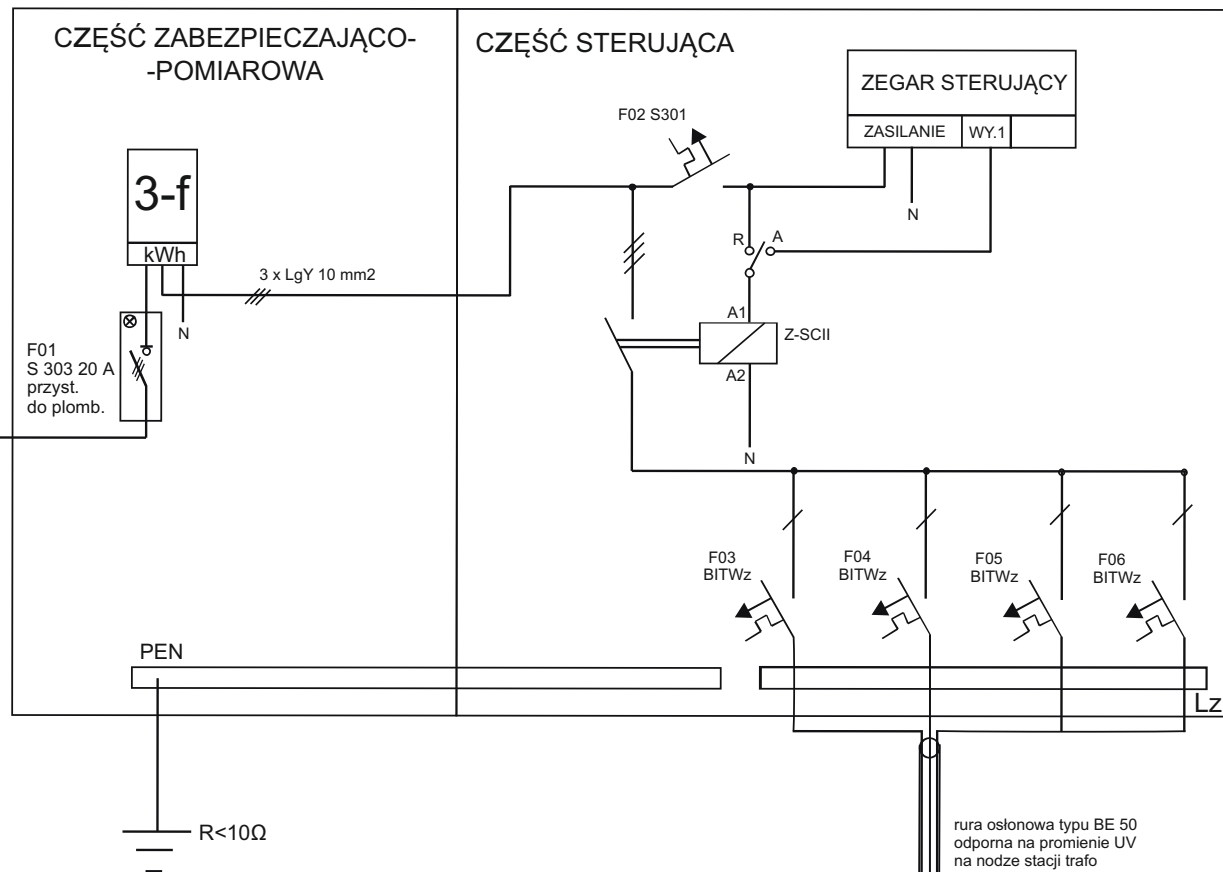 CZĘŚĆ ZABEZPIECZAJĄCO-
-POMIAROWA
CZĘŚĆ STERUJĄCA
ZEGAR STERUJĄCY
ZASILANIE
WY.1
F02 S301
N
3-f
kWh
3 x LgY 10 mm2
N
R
A
A1
Z-SCII
A2
N
F01
S 303 20 A
przyst.
do plomb.
F03
BITWz
F04
BITWz
F05
BITWz
F06
BITWz
PEN
Lz
R<10Ω
rura osłonowa typu BE 50
odporna na promienie UV
na nodze stacji trafo